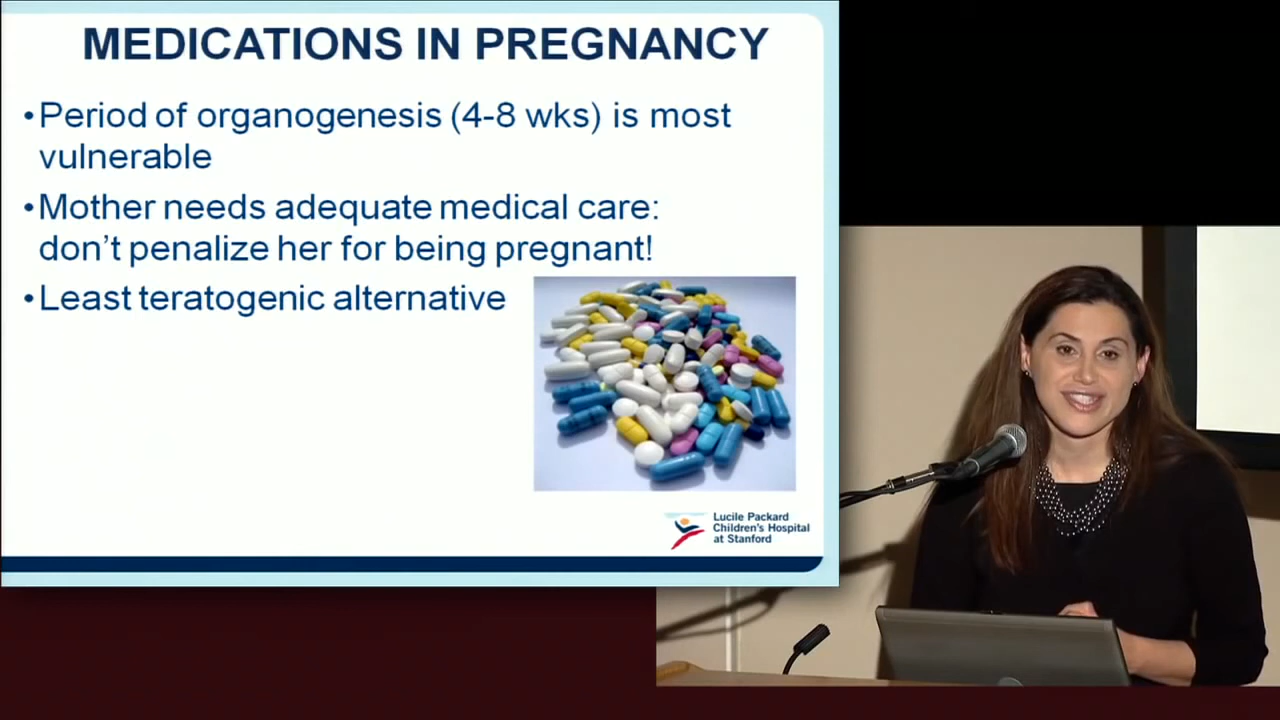 MEDICATIONS IN PREGNANCY
•Period of organogenesis (4-8 wks) is most
vulnerable
•Mother needs adequate medical care:
don’t penalize her for being pregnant!
•Least teratogenic alternative
Lucile Packard
Children's Hospital
at Stanford